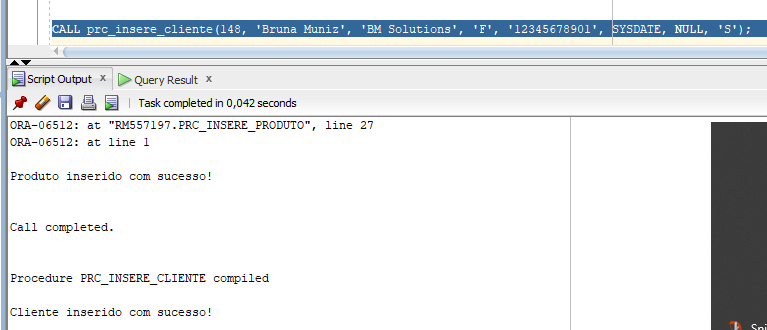 CALL prc_insere_cliente(148, 'Bruna Muniz', 'BM Solutions', 'F', '12345678901', SYSDATE, NULL, 'S');
Script Output x Query Result x
Task completed in 0,042 seconds
ORA-06512: at "RM557197.PRC_INSERE_PRODUTO", line 27
ORA-06512: at line 1
Produto inserido com sucesso!
Call completed.
Procedure PRC_INSERE_CLIENTE compiled
Cliente inserido com sucesso!